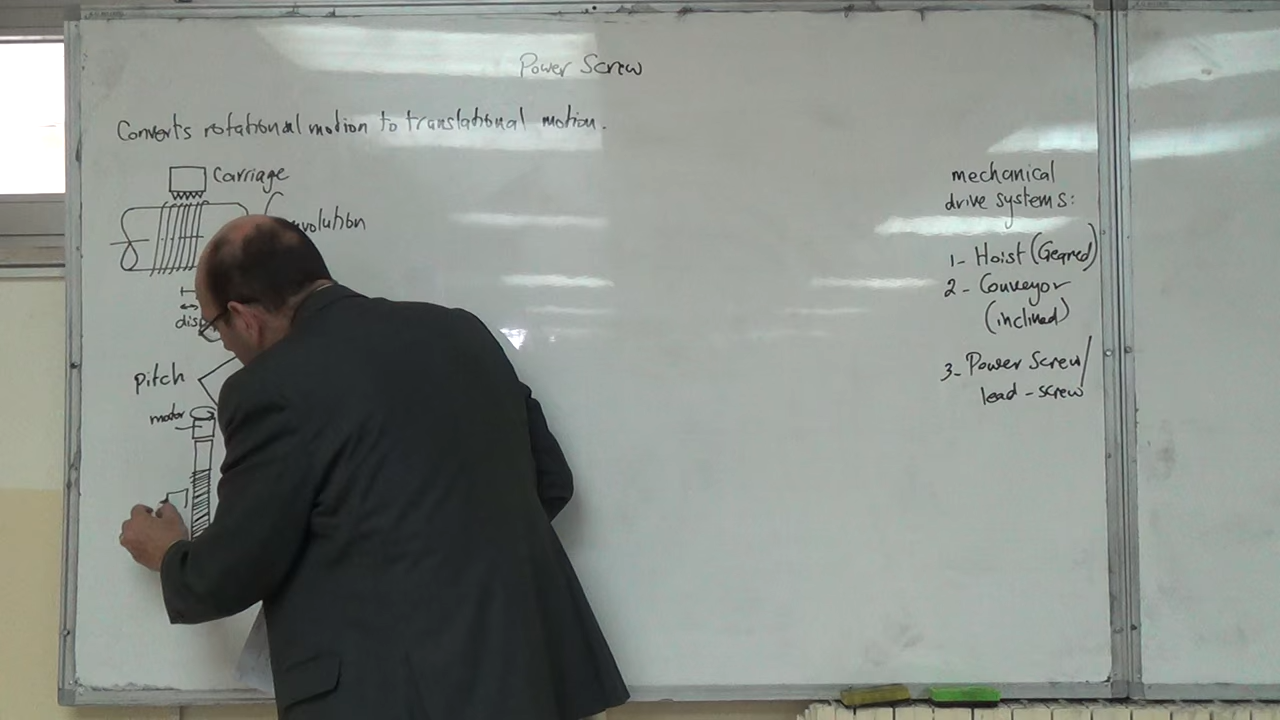 Power Screw
Converts rotational motion to translational motion.
Carriage
pitch
motor
mechanical
drive systems:
1- Hoist (Geared)
2- Conveyor
(inclined)
3- Power Screw/
lead-screw